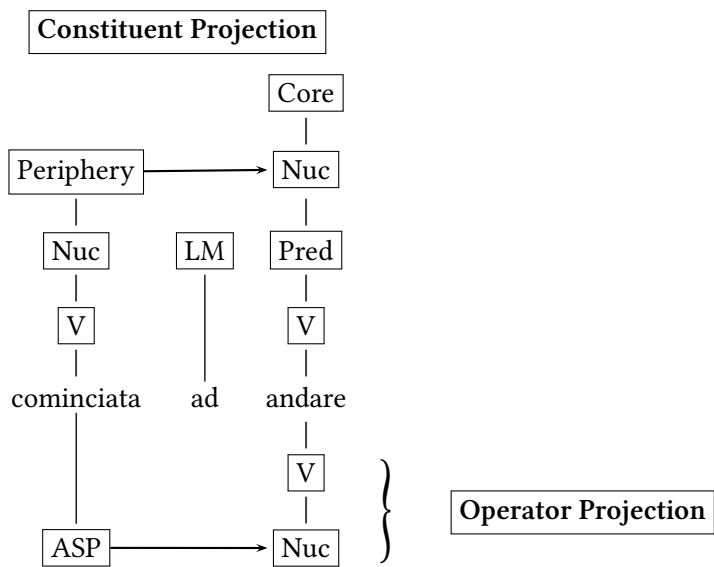 Constituent Projection
Core
Periphery Nuc
Nuc LM Pred
V V
cominciata ad andare
V
Operator Projection
ASP Nuc